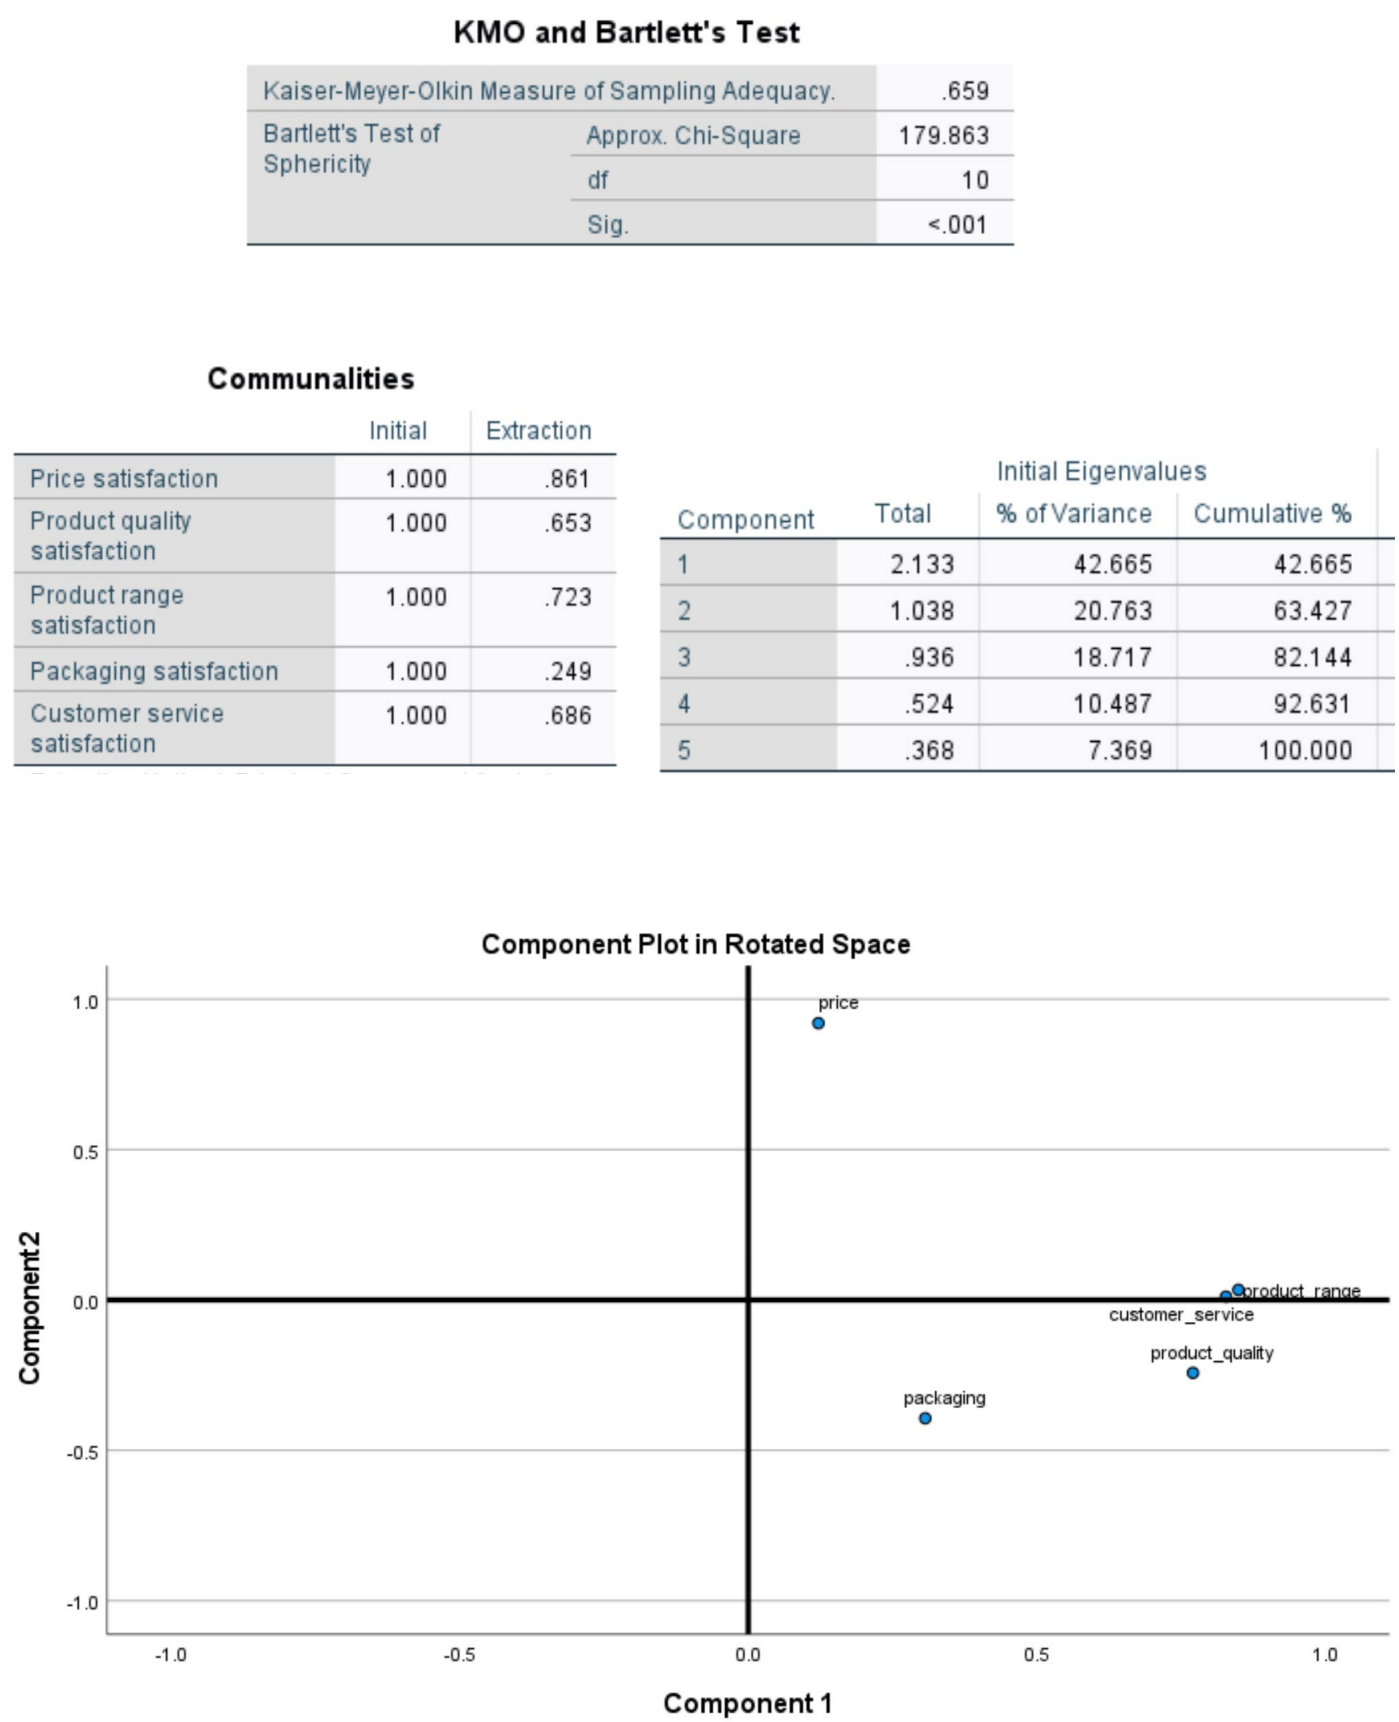 KMO and Bartlett's Test
Kaiser-Meyer-Olkin Measure of Sampling Adequacy. .659
Bartlett's Test of Approx. Chi-Square 179.863
Sphericity
df 10
Sig. <.001
Communalities
Initial Extraction
Price satisfaction 1.000 .861
Product quality 1.000 .653
satisfaction
Product range 1.000 .723
satisfaction
Packaging satisfaction 1.000 .249
Customer service 1.000 .686
satisfaction
Initial Eigenvalues
Component Total % of Variance Cumulative %
1 2.133 42.665 42.665
2 1.038 20.763 63.427
3 .936 18.717 82.144
4 .524 10.487 92.631
5 .368 7.369 100.000
Component Plot in Rotated Space
1.0
price
0.5
Component 2
0.0
product_range
customer_service
product_quality
packaging
-0.5
-1.0
-1.0 -0.5 0.0 0.5 1.0
Component 1